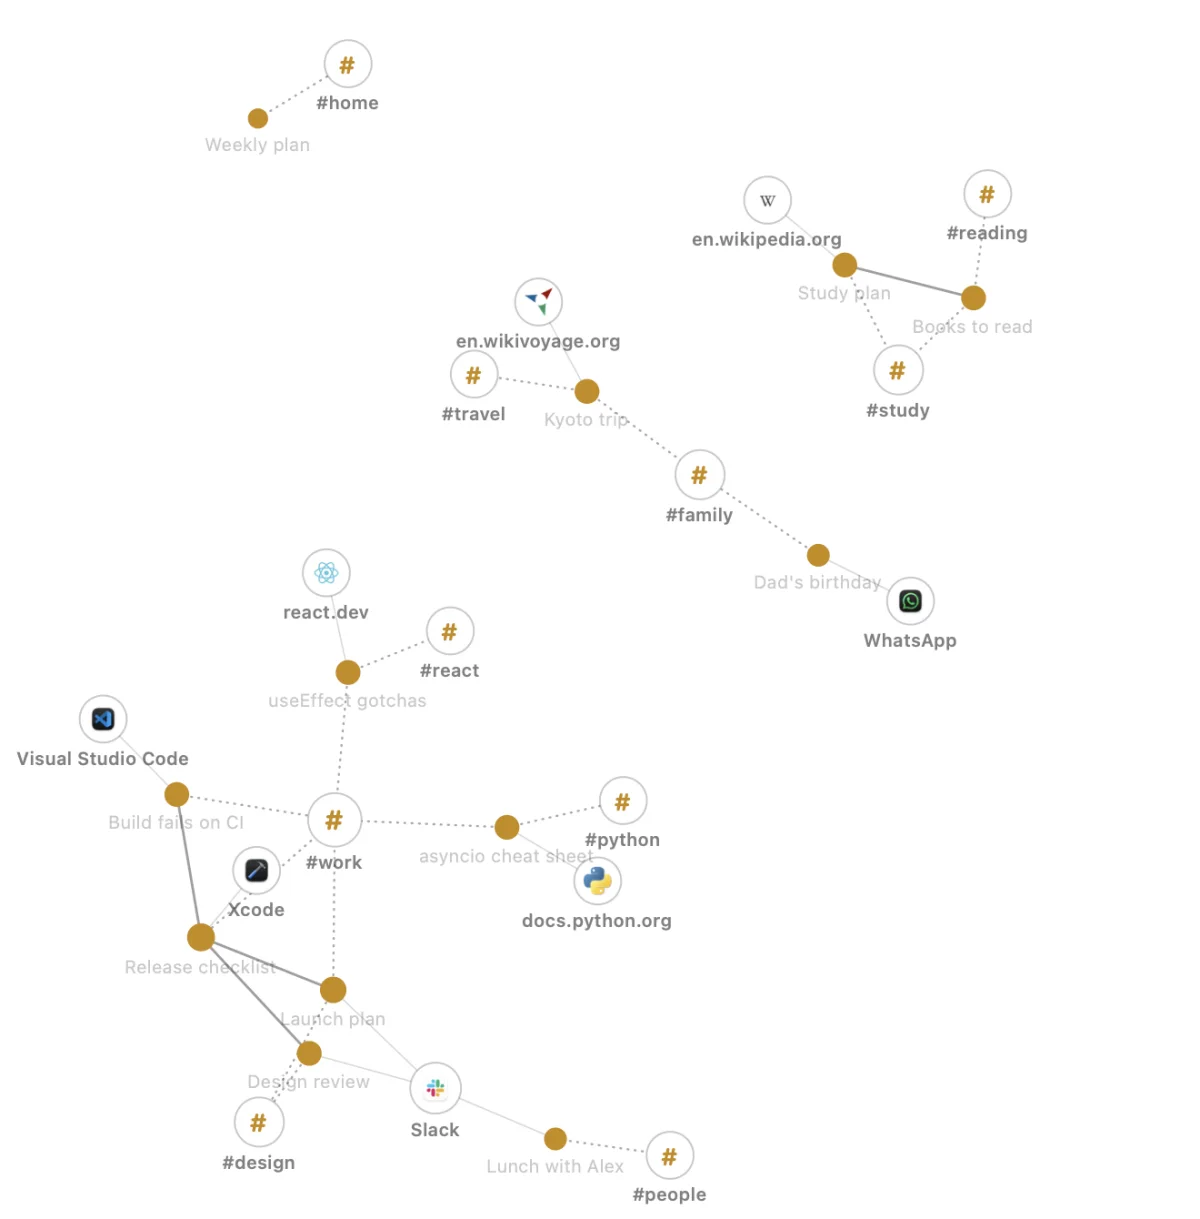 #
#home
Weekly plan
W
en.wikipedia.org
#
#reading
Study plan
Books to read
#
#study
en.wikivoyage.org
#
#travel
Kyoto trip
#
#family
Dad's birthday
WhatsApp
react.dev
#
#react
useEffect gotchas
Visual Studio Code
Build fails on CI
#
#work
#
#python
asyncio cheat sheet
docs.python.org
Xcode
Release checklist
Launch plan
Design review
#
#design
Slack
Lunch with Alex
#
#people